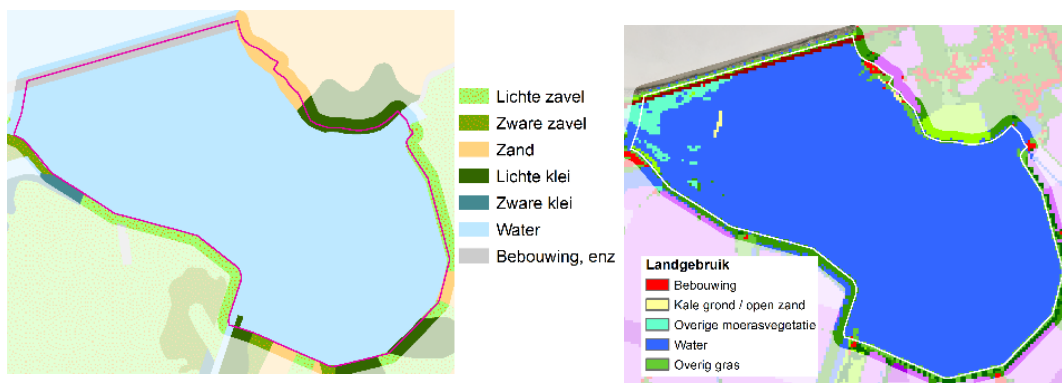 Lichte zavel
Zware zavel
Zand
Lichte klei
Zware klei
Water
Bebouwing, enz
Landgebruik
Bebouwing
Kale grond / open zand
Overige moerasvegetatie
Water
Overig gras